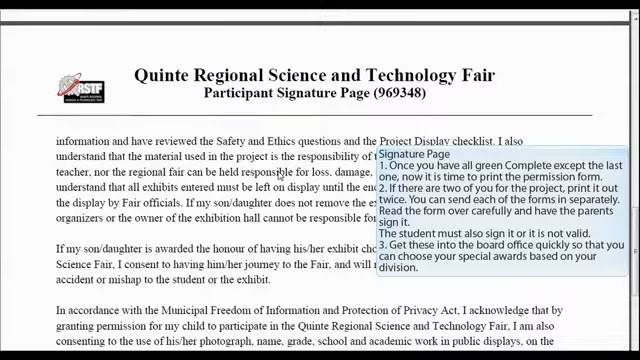 Quinte Regional Science and Technology Fair
RSTF
Participant Signature Page (969348)
information and have reviewed the Safety and Ethics questions and the Project Display checklist. I also
understand that the material used in the project is the responsibility of
teacher, nor the regional fair can be held responsible for loss, damage,
understand that all exhibits entered must be left on display until the en
the display by Fair officials. If my son/daughter does not remove the ex
organizers or the owner of the exhibition hall cannot be responsible for
Signature Page
1. Once you have all green Complete except the last
one, now it is time to print the permission form.
2. If there are two of you for the project, print it out
twice. You can send each of the forms in separately.
Read the form over carefully and have the parents
sign it.
The student must also sign it or it is not valid.
3. Get these into the board office quickly so that you
can choose your special awards based on your
division.
If my son/daughter is awarded the honour of having his/her exhibit cho
Science Fair, I consent to having him/her journey to the Fair, and will n
accident or mishap to the student or the exhibit.
In accordance with the Municipal Freedom of Information and Protection of Privacy Act, I acknowledge that by
granting permission for my child to participate in the Quinte Regional Science and Technology Fair, I am also
consenting to the use of his/her photograph, name, grade, school and academic work in public displays, on the